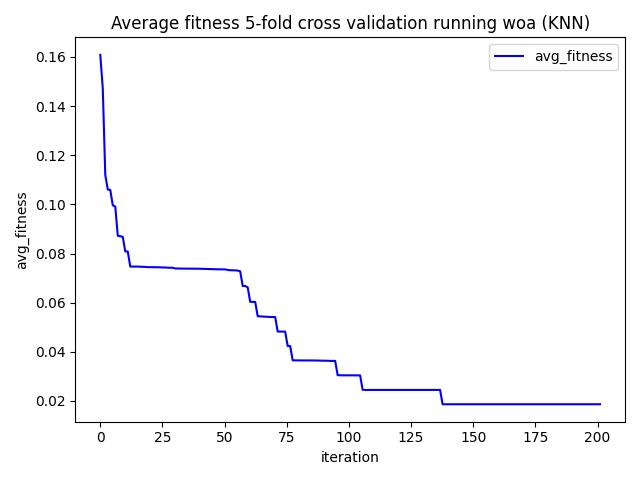 Average fitness 5-fold cross validation running woa (KNN)
avg_fitness
0.16
0.14
0.12
0.10
0.08
0.06
0.04
0.02
avg_fitness
0 25 50 75 100 125 150 175 200
iteration